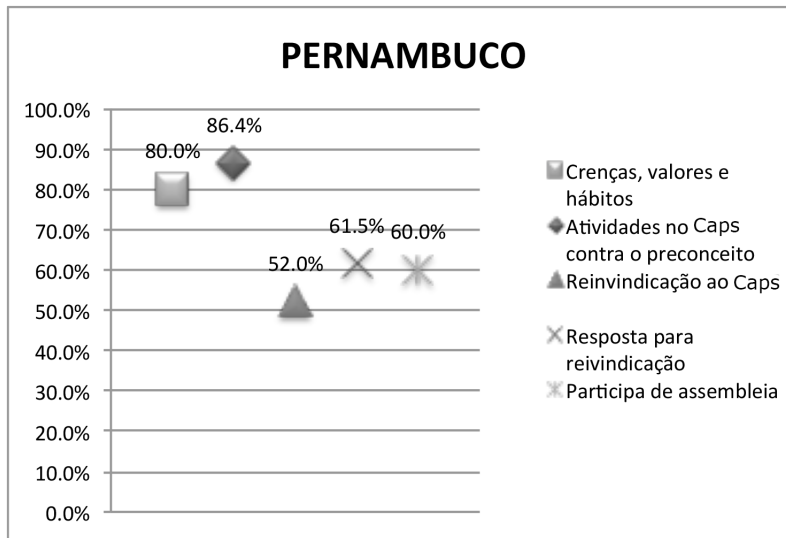 PERNAMBUCO
100.0%
90.0%
80.0%
70.0%
60.0%
50.0%
40.0%
30.0%
20.0%
10.0%
0.0%
80.0%
86.4%
52.0%
61.5%
60.0%
Crenças, valores e
hábitos
Atividades no Caps
contra o preconceito
Reinvindicação ao Caps
Resposta para
reivindicação
Participa de assembleia